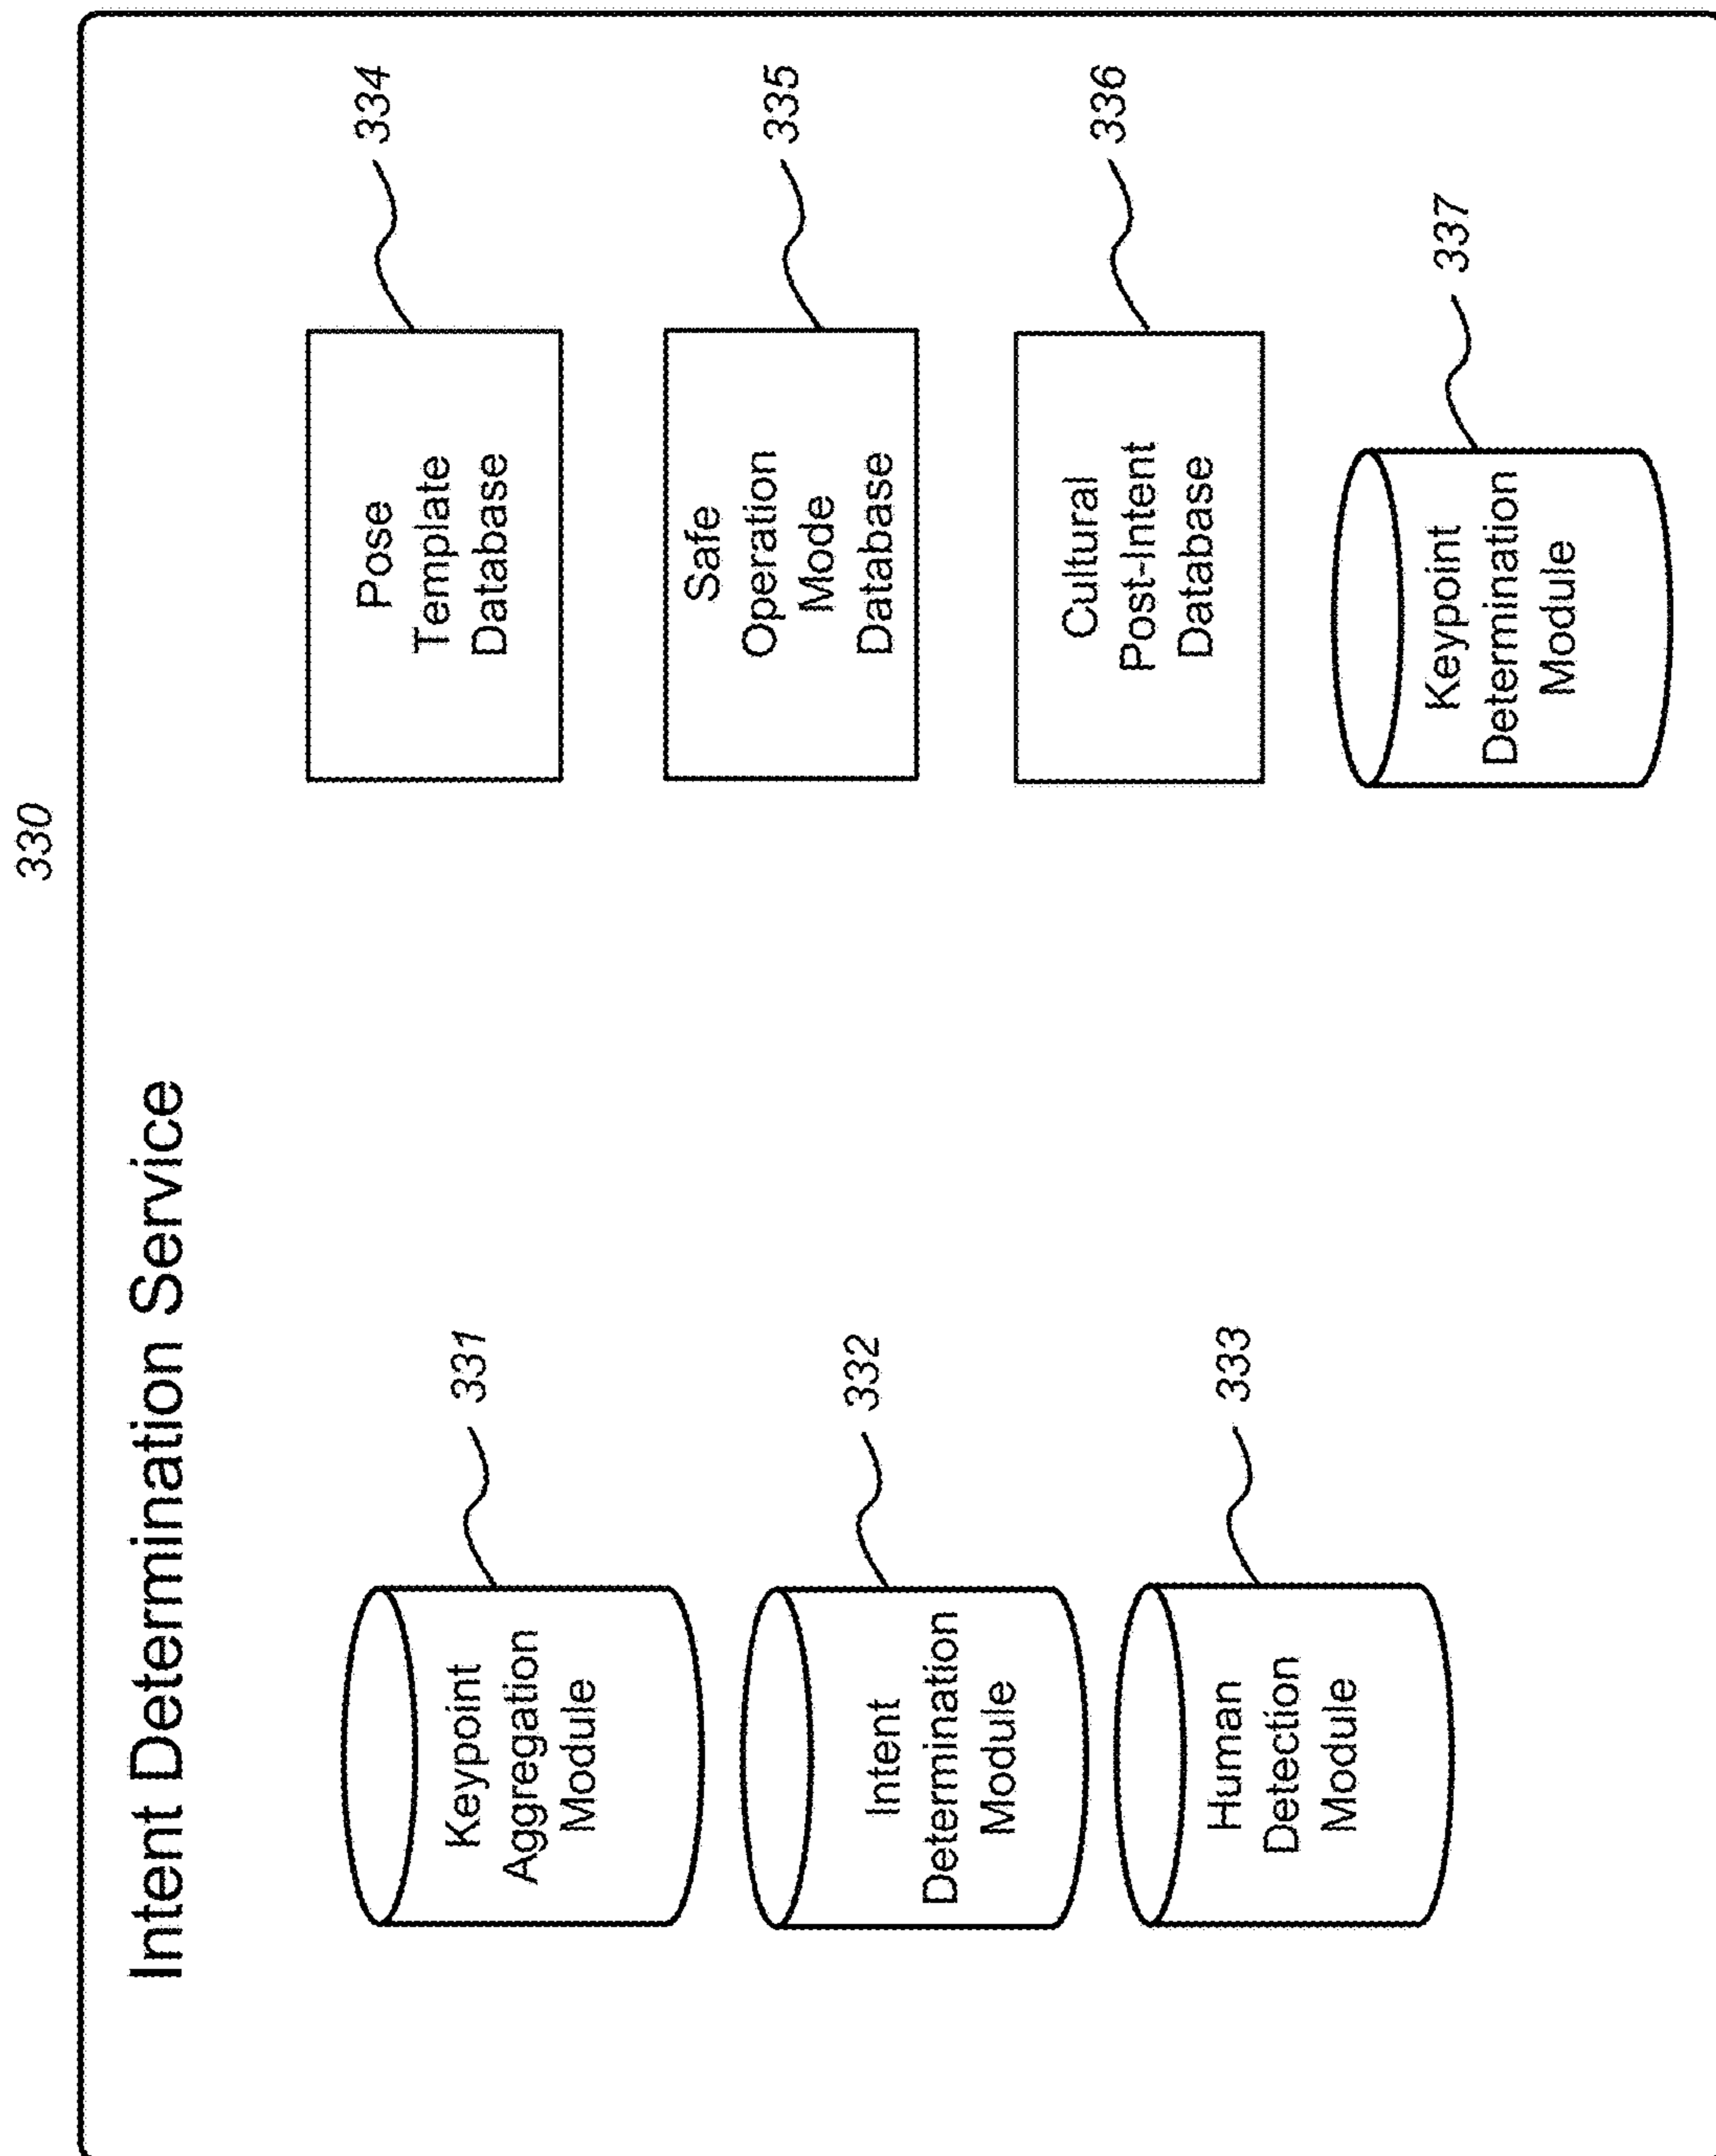 330
Intent Determination Service
Keypoint
Aggregation
Module
331
Intent
Determination
Module
332
Human
Detection
Module
333
Pose
Template
Database
334
Safe
Operation
Mode
Database
335
Cultural
Post-Intent
Database
336
Keypoint
Determination
Module
337